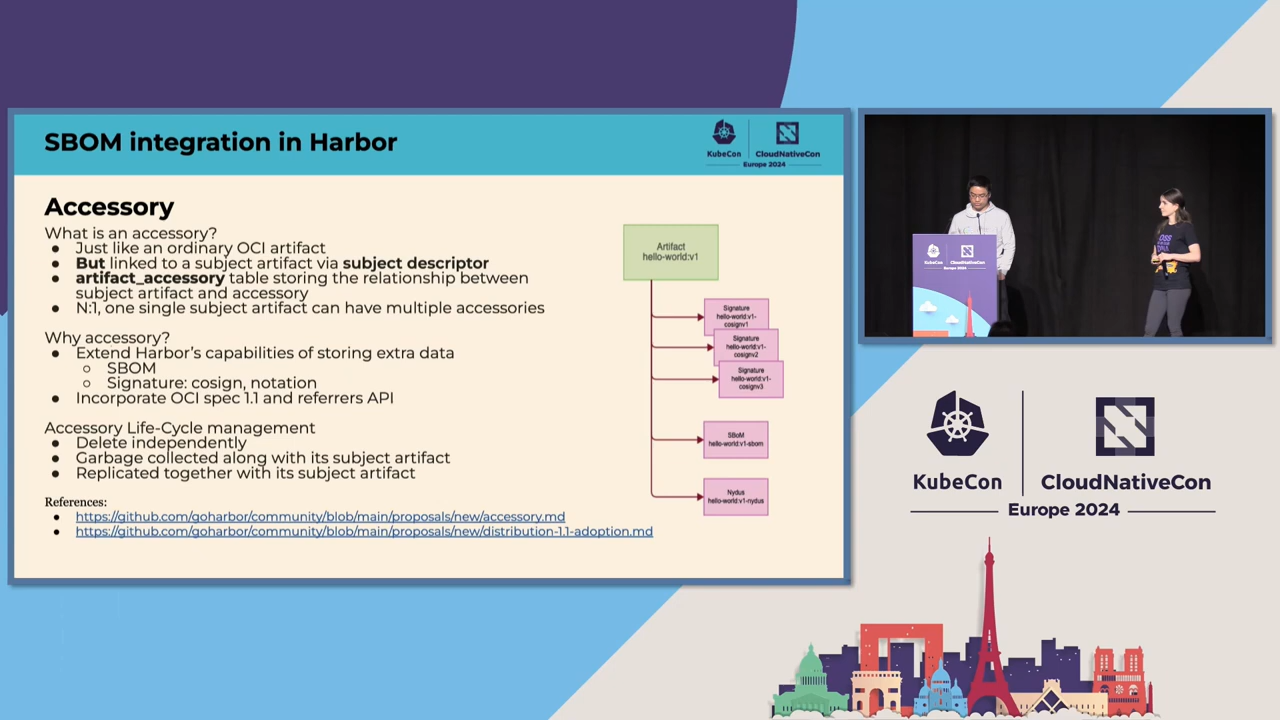 SBOM integration in Harbor
KubeCon
CloudNativeCon
Europe 2024
Accessory
What is an accessory?
● Just like an ordinary OCI artifact
● But linked to a subject artifact via subject descriptor
● artifact_accessory table storing the relationship between
subject artifact and accessory
● N:1, one single subject artifact can have multiple accessories
Why accessory?
● Extend Harbor's capabilities of storing extra data
○ SBOM
○ Signature: cosign, notation
● Incorporate OCI spec 1.1 and referrers API
Accessory Life-Cycle management
● Delete independently
● Garbage collected along with its subject artifact
● Replicated together with its subject artifact
References:
● https://github.com/goharbor/community/blob/main/proposals/new/accessory.md
● https://github.com/goharbor/community/blob/main/proposals/new/distribution-1.1-adoption.md
Artifact
hello-world:v1
Signature
hello-world:v1-
cosignv1
Signature
hello-world:v1-
cosignv2
Signature
hello-world:v1-
cosignv3
SBoM
hello-world:v1-sbom
Nydus
hello-world:v1-nydus
KubeCon
CloudNativeCon
Europe 2024
KubeCon
CloudNativeCon
Europe 2024